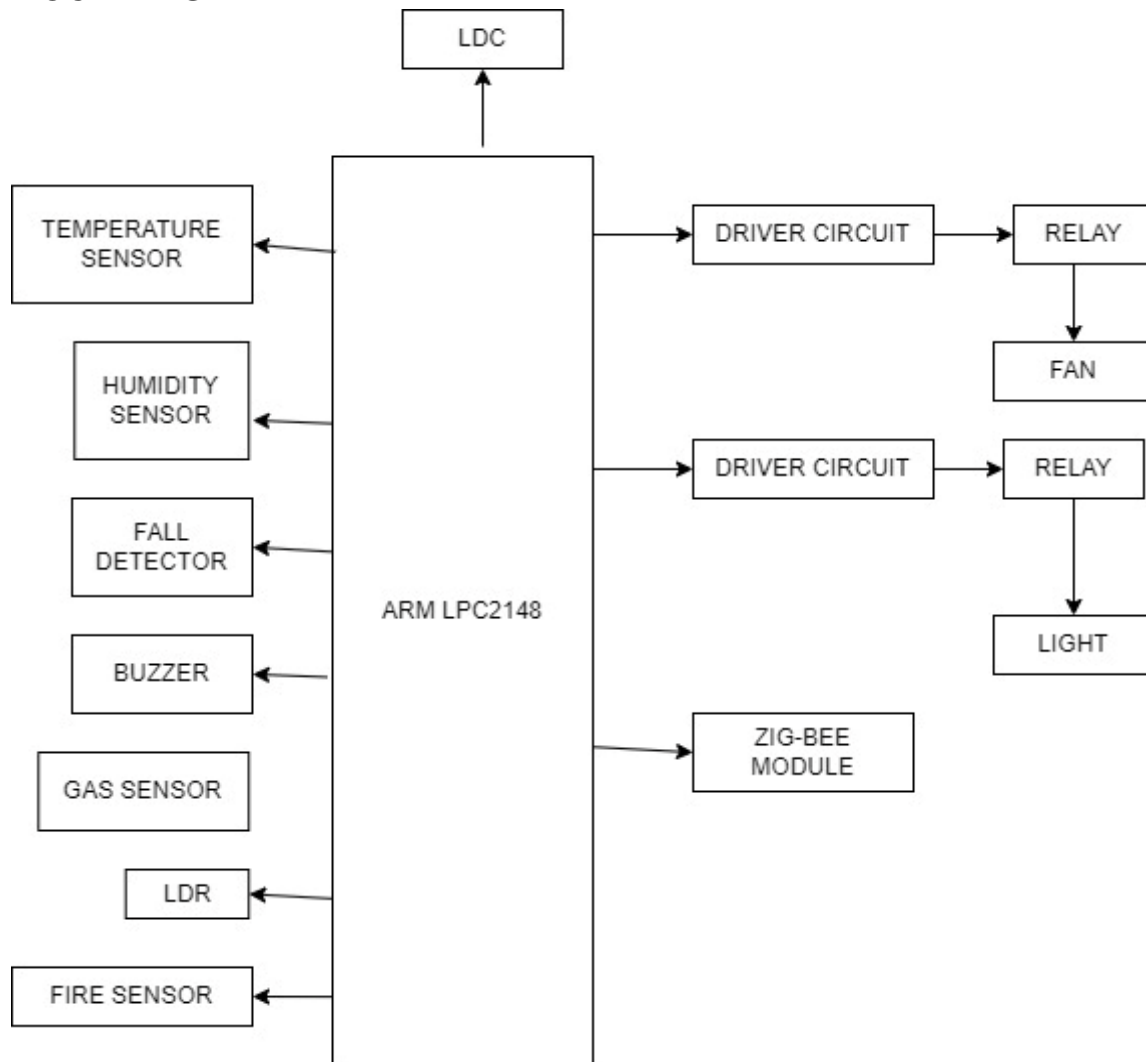 LDC
TEMPERATURE
SENSOR
HUMIDITY
SENSOR
FALL
DETECTOR
BUZZER
GAS SENSOR
LDR
FIRE SENSOR
ARM LPC2148
DRIVER CIRCUIT
RELAY
FAN
DRIVER CIRCUIT
RELAY
LIGHT
ZIG-BEE
MODULE